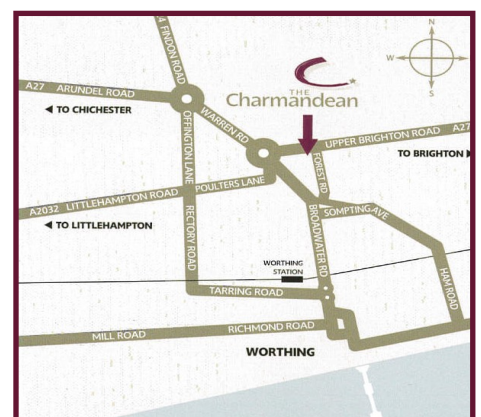 N
W
E
S
4 FINDON ROAD
A27 ARUNDEL ROAD
◄ TO CHICHESTER
THE
Charmandean
WARREN RD
OFFINGTON LANE
UPPER BRIGHTON ROAD A27
TO BRIGHTON ►
FOREST RD
POULTERS LANE
A2032 LITTLEHAMPTON ROAD
◄ TO LITTLEHAMPTON
RECTORY ROAD
BROADWATER RD
SOMPTING AVE
WORTHING
STATION
HAM ROAD
TARRING ROAD
MILL ROAD
RICHMOND ROAD
WORTHING